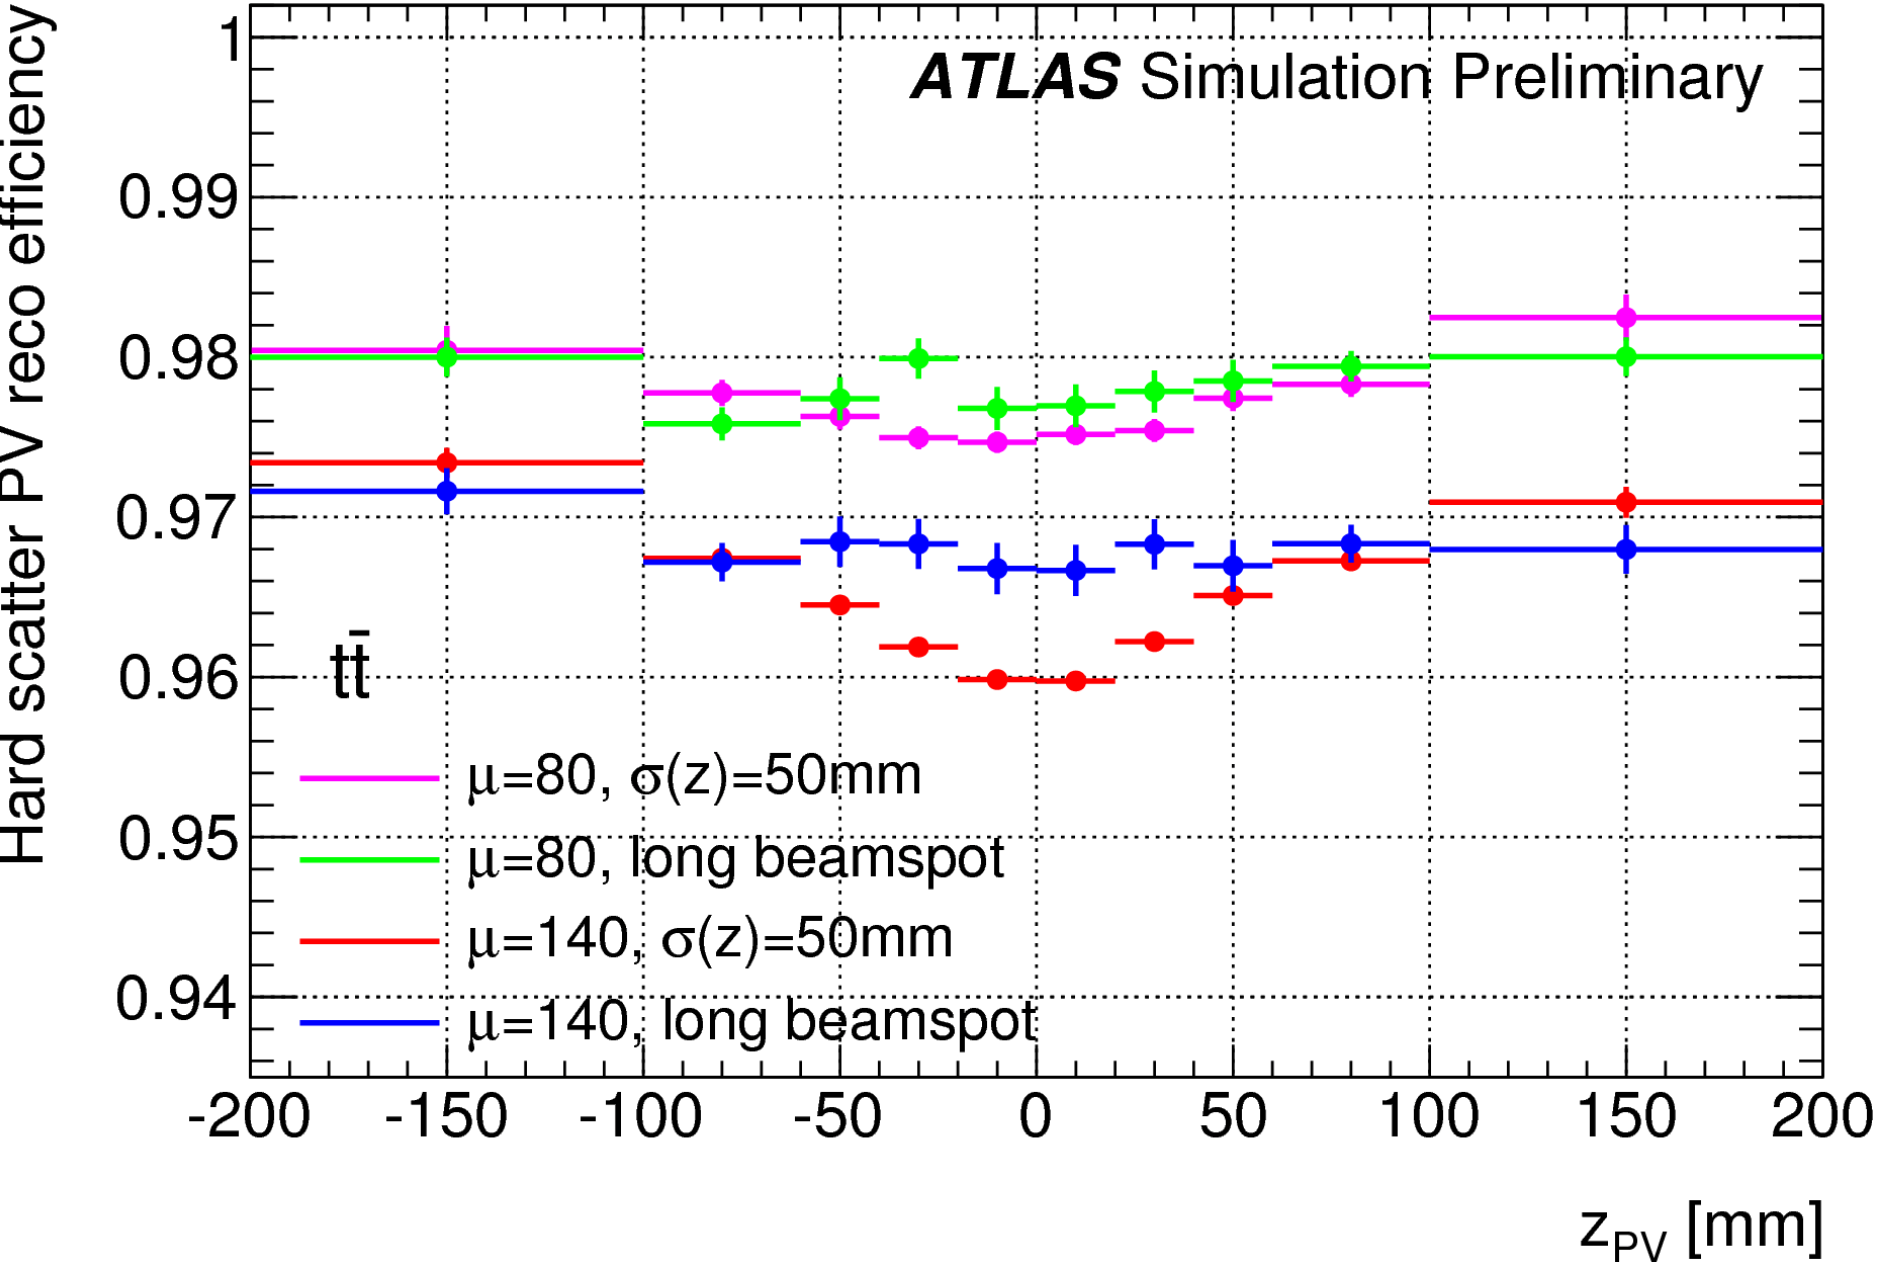 Hard scatter PV reco efficiency
1
0.99
0.98
0.97
0.96
0.95
0.94
ATLAS Simulation Preliminary
tt̄
μ=80, σ(z)=50mm
μ=80, long beamspot
μ=140, σ(z)=50mm
μ=140, long beamspot
-200 -150 -100 -50 0 50 100 150 200
z_PV [mm]